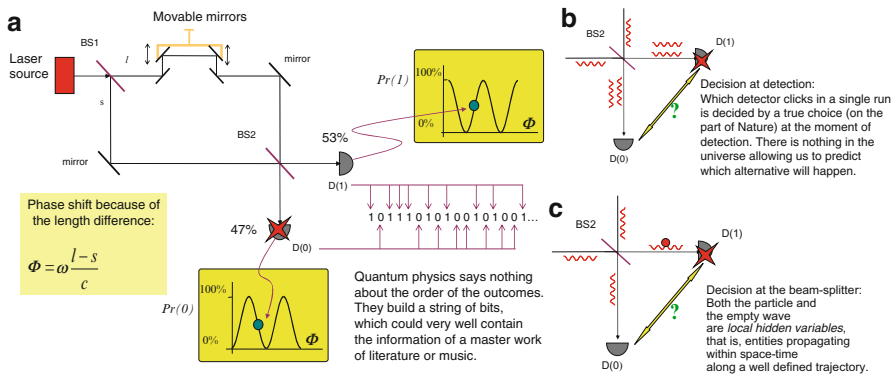 a
Movable mirrors
Laser
source
BS1
l
s
mirror
mirror
BS2
Pr(1)
100%
0%
Φ
53%
D(1)
47%
D(0)
1 0 1 1 1 0 1 0 1 0 0 1 0 1 0 0 1...
Phase shift because of
the length difference:
Φ = ω (l − s) / c
Pr(0)
100%
0%
Φ
Quantum physics says nothing
about the order of the outcomes.
They build a string of bits,
which could very well contain
the information of a master work
of literature or music.
b
BS2
D(1)
?
D(0)
Decision at detection:
Which detector clicks in a single run
is decided by a true choice (on the
part of Nature) at the moment of
detection. There is nothing in the
universe allowing us to predict
which alternative will happen.
c
BS2
D(1)
?
D(0)
Decision at the beam-splitter:
Both the particle and
the empty wave
are local hidden variables,
that is, entities propagating
within space-time
along a well defined trajectory.